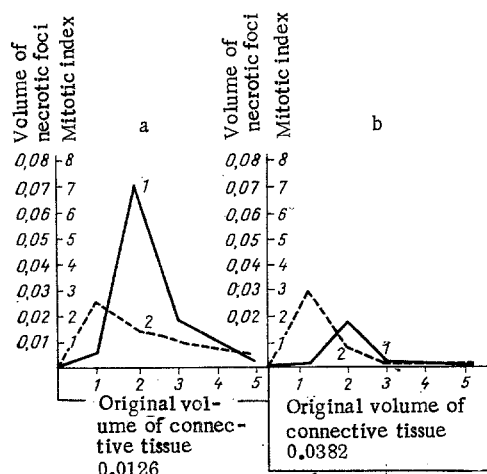 Volume of
necrotic foci
Mitotic index
a
0,08 8
0,07 7
0,06 6
0,05 5
0,04 4
0,03 3
0,02 2
0,01 1
1
2
1 2 3 4 5
Original vol-
ume of connec-
tive tissue
0.0126
Volume of
necrotic foci
Mitotic index
b
0,08 8
0,07 7
0,06 6
0,05 5
0,04 4
0,03 3
0,02 2
0,01 1
1
2
1 2 3 4 5
Original volume of
connective tissue
0.0382